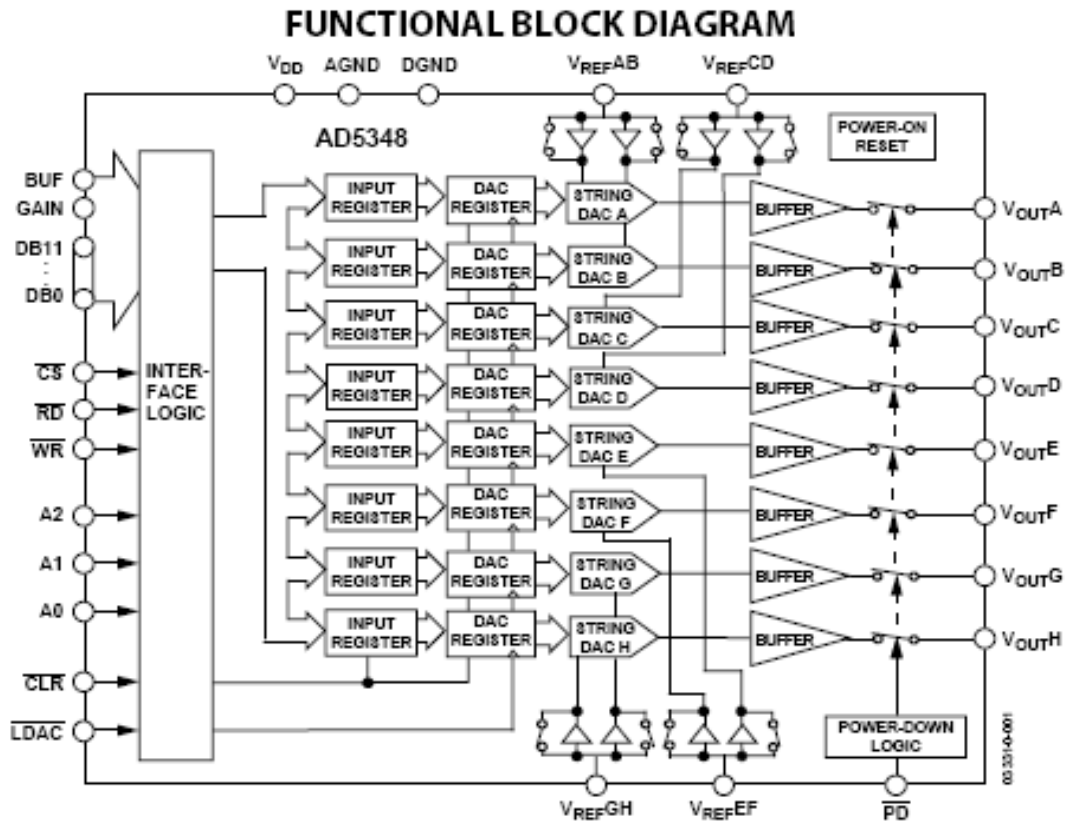 FUNCTIONAL BLOCK DIAGRAM
VDD
AGND
DGND
VREFAB
VREFCD
AD5348
POWER-ON
RESET
BUF
GAIN
DB11
DB0
CS
RD
WR
A2
A1
A0
CLR
LDAC
INTER-
FACE
LOGIC
INPUT
REGISTER
DAC
REGISTER
STRING
DAC A
BUFFER
VOUTA
INPUT
REGISTER
DAC
REGISTER
STRING
DAC B
BUFFER
VOUTB
INPUT
REGISTER
DAC
REGISTER
STRING
DAC C
BUFFER
VOUTC
INPUT
REGISTER
DAC
REGISTER
STRING
DAC D
BUFFER
VOUTD
INPUT
REGISTER
DAC
REGISTER
STRING
DAC E
BUFFER
VOUTE
INPUT
REGISTER
DAC
REGISTER
STRING
DAC F
BUFFER
VOUTF
INPUT
REGISTER
DAC
REGISTER
STRING
DAC G
BUFFER
VOUTG
INPUT
REGISTER
DAC
REGISTER
STRING
DAC H
BUFFER
VOUTH
POWER-DOWN
LOGIC
VREFGH
VREFEF
PD